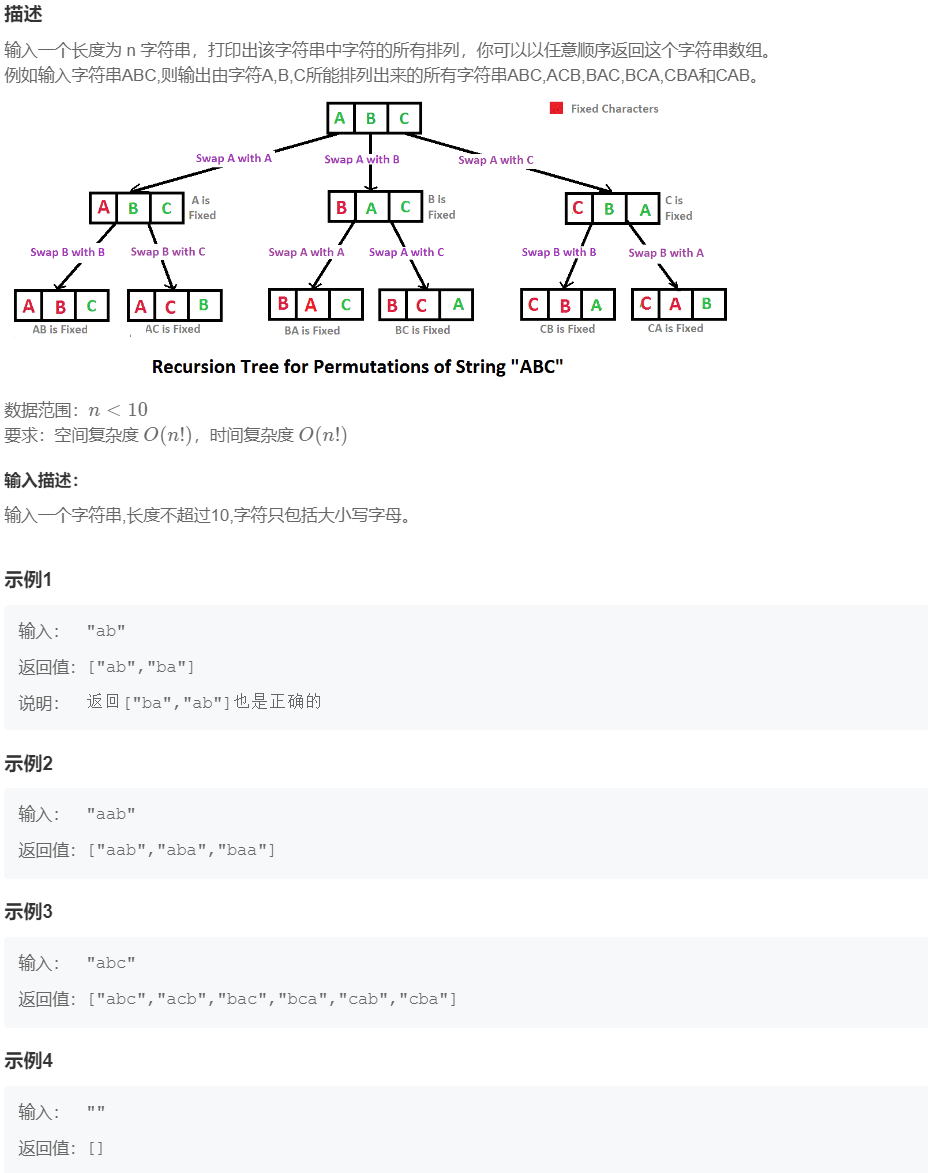 描述
输入一个长度为 n 字符串，打印出该字符串中字符的所有排列，你可以以任意顺序返回这个字符串数组。
例如输入字符串ABC,则输出由字符A,B,C所能排列出来的所有字符串ABC,ACB,BAC,BCA,CBA和CAB。
A B C
Fixed Characters
Swap A with A
Swap A with B
Swap A with C
A B C
A is
Fixed
B A C
B is
Fixed
C B A
C is
Fixed
Swap B with B
Swap B with C
Swap A with A
Swap A with C
Swap B with B
Swap B with A
A B C
A C B
B A C
B C A
C B A
C A B
AB is Fixed
AC is Fixed
BA is Fixed
BC is Fixed
CB is Fixed
CA is Fixed
Recursion Tree for Permutations of String "ABC"
数据范围：n < 10
要求：空间复杂度 O(n!)，时间复杂度 O(n!)
输入描述：
输入一个字符串,长度不超过10,字符只包括大小写字母。
示例1
输入： "ab"
返回值：["ab","ba"]
说明： 返回["ba","ab"]也是正确的
示例2
输入： "aab"
返回值：["aab","aba","baa"]
示例3
输入： "abc"
返回值：["abc","acb","bac","bca","cab","cba"]
示例4
输入： ""
返回值：[]